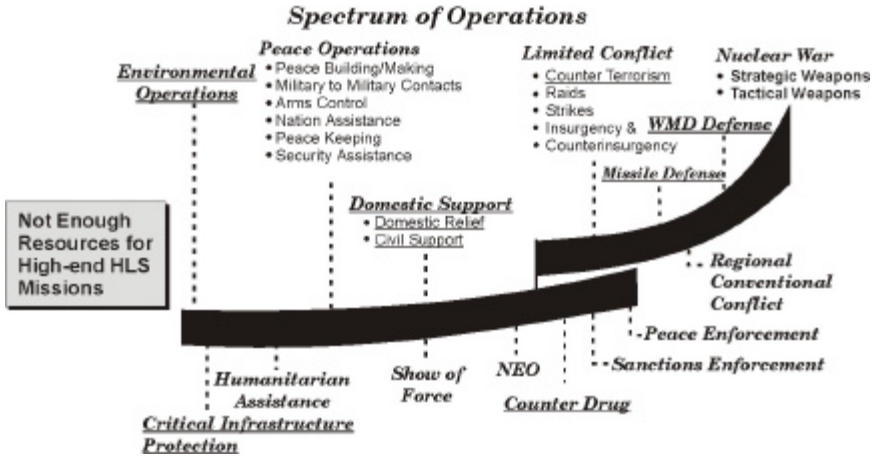 Spectrum of Operations
Environmental
Operations
Peace Operations
• Peace Building/Making
• Military to Military Contacts
• Arms Control
• Nation Assistance
• Peace Keeping
• Security Assistance
Domestic Support
• Domestic Relief
• Civil Support
Limited Conflict
• Counter Terrorism
• Raids
• Strikes
• Insurgency &
• Counterinsurgency
Nuclear War
• Strategic Weapons
• Tactical Weapons
WMD Defense
Missile Defense
Not Enough
Resources for
High-end HLS
Missions
Regional
Conventional
Conflict
Peace Enforcement
Sanctions Enforcement
Counter Drug
NEO
Show of
Force
Humanitarian
Assistance
Critical Infrastructure
Protection